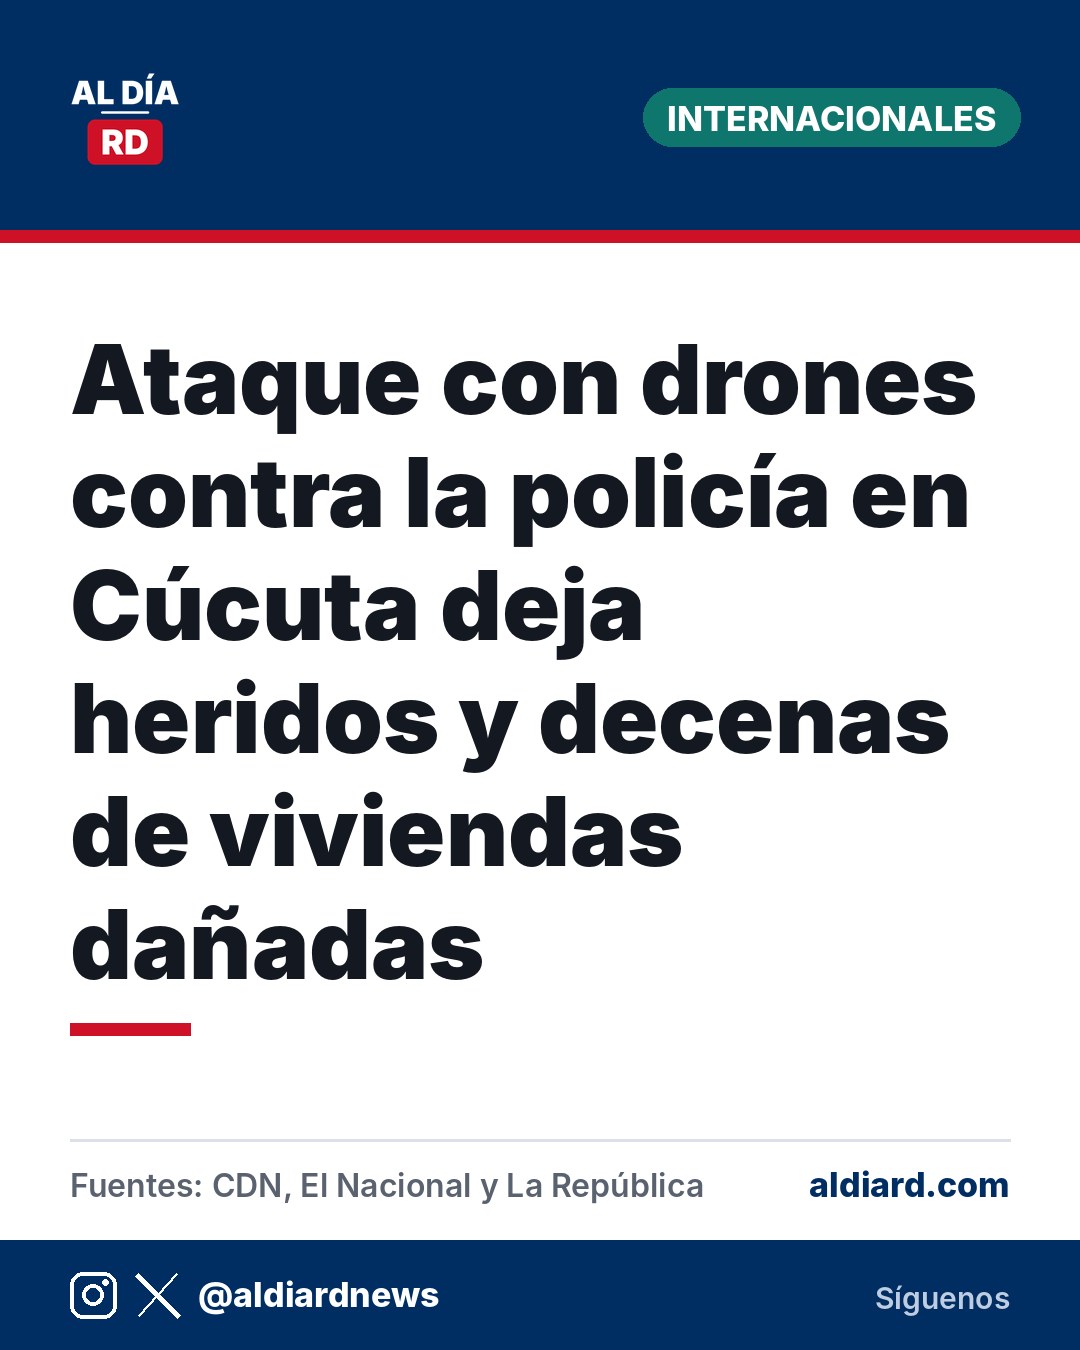 AL DÍA
RD
INTERNACIONALES
Ataque con drones
contra la policía en
Cúcuta deja
heridos y decenas
de viviendas
dañadas
Fuentes: CDN, El Nacional y La República
aldiard.com
@aldiardnews
Síguenos